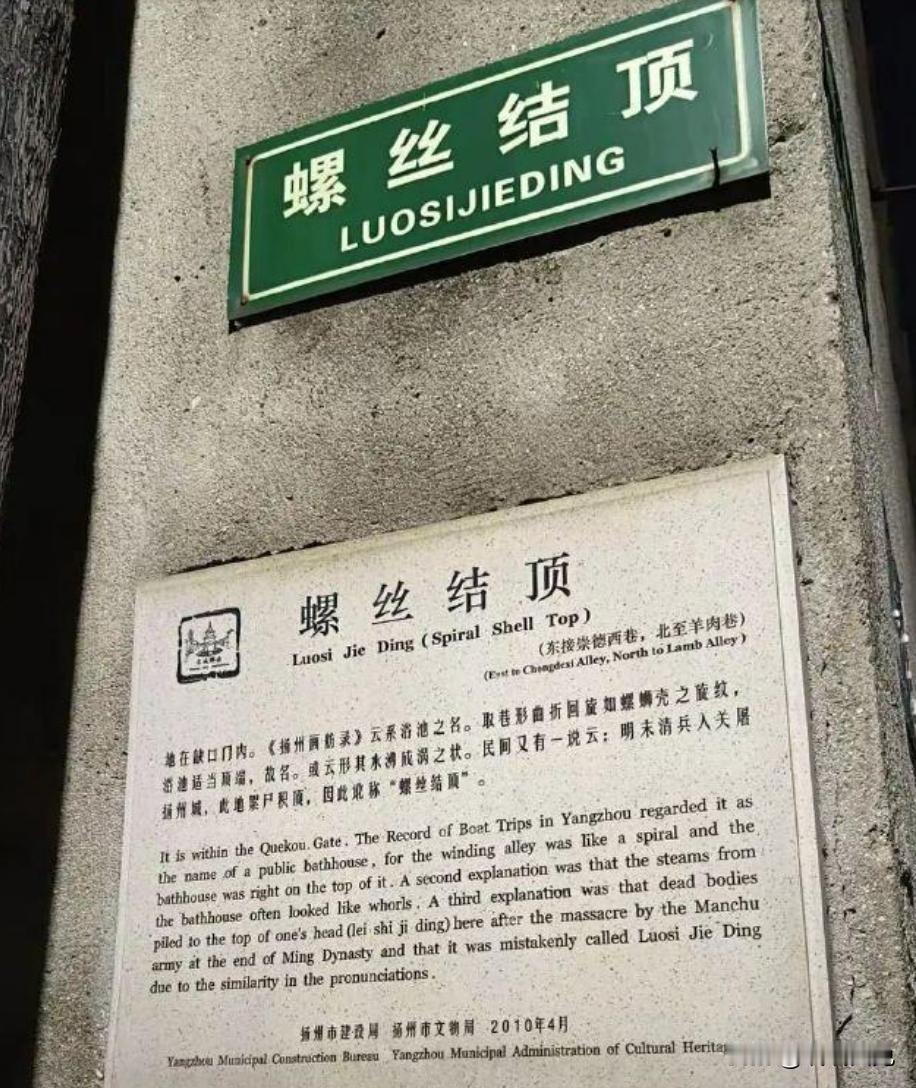 螺丝结顶
LUOSIJIEDING
螺丝结顶
Luosi Jie Ding (Spiral Shell Top)
(东接崇德西巷，北至羊肉巷)
(East to Chongdexi Alley, North to Lamb Alley)
地在缺口门内。《扬州画舫录》云系浴池之名。取巷形曲折回旋如螺蛳壳之旋纹，
浴池适当顶端，故名。或云形其水沸成涡之状。民间又有一说云：明末清兵入关屠
扬州城，此地累尸积顶，因此讹称“螺丝结顶”。
It is within the Quekou Gate. The Record of Boat Trips in Yangzhou regarded it as
the name of a public bathhouse, for the winding alley was like a spiral and the
bathhouse was right on the top of it. A second explanation was that the steams from
the bathhouse often looked like whorls. A third explanation was that dead bodies
piled to the top of one's head (lei shi ji ding) here after the massacre by the Manchu
army at the end of Ming Dynasty and that it was mistakenly called Luosi Jie Ding
due to the similarity in the pronunciations.
扬州市建设局 扬州市文物局 2010年4月
Yangzhou Municipal Construction Bureau Yangzhou Municipal Administration of Cultural